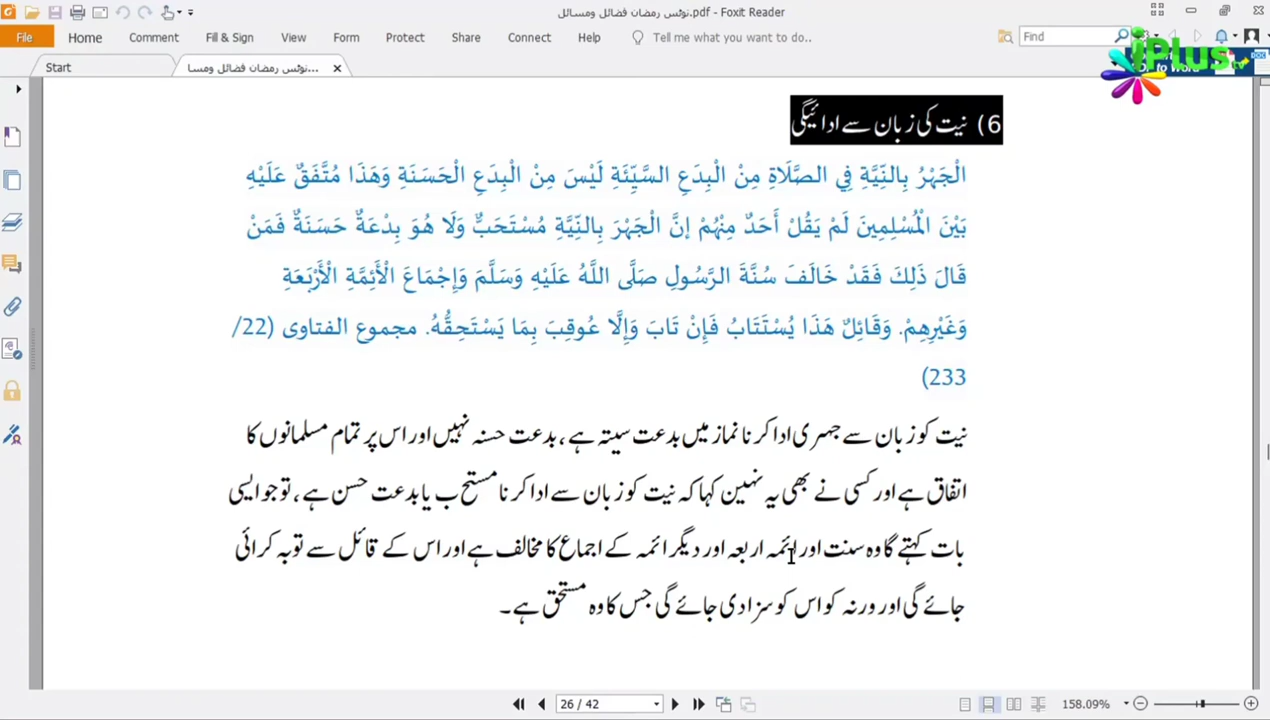 نوٹس رمضان فضائل ومسائل.pdf - Foxit Reader
File Home Comment Fill & Sign View Form Protect Share Connect Help Tell me what you want to do.. Find
iPlus
Start نوٹس رمضان فضائل ومسا...
6) نیت کی زبان سے ادائیگی
الْجَهْرُ بِالنِّيَّةِ فِي الصَّلَاةِ مِنْ الْبِدَعِ السَّيِّئَةِ لَيْسَ مِنْ الْبِدَعِ الْحَسَنَةِ وَهَذَا مُتَّفَقٌ عَلَيْهِ
بَيْنَ الْمُسْلِمِينَ لَمْ يَقُلْ أَحَدٌ مِنْهُمْ إنَّ الْجَهْرَ بِالنِّيَّةِ مُسْتَحَبٌّ وَلَا هُوَ بِدْعَةٌ حَسَنَةٌ فَمَنْ
قَالَ ذَلِكَ فَقَدْ خَالَفَ سُنَّةَ الرَّسُولِ صَلَّى اللَّهُ عَلَيْهِ وَسَلَّمَ وَإِجْمَاعَ الْأَئِمَّةِ الْأَرْبَعَةِ
وَغَيْرِهِمْ. وَقَائِلُ هَذَا يُسْتَتَابُ فَإِنْ تَابَ وَإِلَّا عُوقِبَ بِمَا يَسْتَحِقُّهُ. مجموع الفتاوى (22/
233)
نیت کو زبان سے جہری ادا کرنا نماز میں بدعت سیتہ ہے، بدعت حسنہ نہیں اور اس پر تمام مسلمانوں کا
اتفاق ہے اور کسی نے بھی یہ نہین کہا کہ نیت کو زبان سے ادا کرنا مستح ب یا بدعت حسن ہے، تو جو ایسی
بات کہتے گا وہ سنت اور ائمہ اربعہ اور دیگر ائمہ کے اجماع کا مخالف ہے اور اس کے قائل سے توبہ کرائی
جائے گی اور ورنہ کو اس کو سزا دی جائے گی جس کا وہ مستحق ہے۔
26 / 42 158.09%